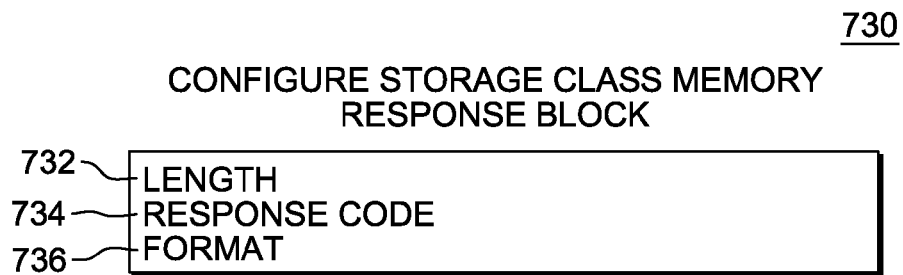 730
CONFIGURE STORAGE CLASS MEMORY
RESPONSE BLOCK
732 LENGTH
734 RESPONSE CODE
736 FORMAT